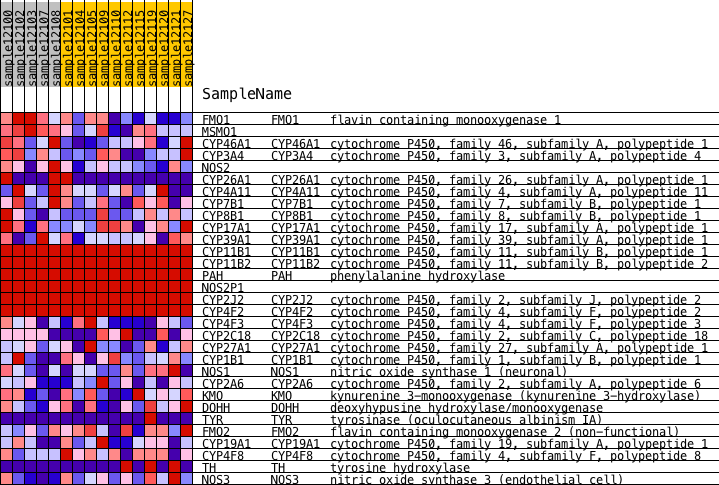 sample12100
sample12102
sample12103
sample12107
sample12108
sample12101
sample12104
sample12105
sample12109
sample12110
sample12112
sample12115
sample12119
sample12120
sample12121
sample12127
SampleName
FMO1 FMO1 flavin containing monooxygenase 1
MSMO1
CYP46A1 CYP46A1 cytochrome P450, family 46, subfamily A, polypeptide 1
CYP3A4 CYP3A4 cytochrome P450, family 3, subfamily A, polypeptide 4
NOS2
CYP26A1 CYP26A1 cytochrome P450, family 26, subfamily A, polypeptide 1
CYP4A11 CYP4A11 cytochrome P450, family 4, subfamily A, polypeptide 11
CYP7B1 CYP7B1 cytochrome P450, family 7, subfamily B, polypeptide 1
CYP8B1 CYP8B1 cytochrome P450, family 8, subfamily B, polypeptide 1
CYP17A1 CYP17A1 cytochrome P450, family 17, subfamily A, polypeptide 1
CYP39A1 CYP39A1 cytochrome P450, family 39, subfamily A, polypeptide 1
CYP11B1 CYP11B1 cytochrome P450, family 11, subfamily B, polypeptide 1
CYP11B2 CYP11B2 cytochrome P450, family 11, subfamily B, polypeptide 2
PAH PAH phenylalanine hydroxylase
NOS2P1
CYP2J2 CYP2J2 cytochrome P450, family 2, subfamily J, polypeptide 2
CYP4F2 CYP4F2 cytochrome P450, family 4, subfamily F, polypeptide 2
CYP4F3 CYP4F3 cytochrome P450, family 4, subfamily F, polypeptide 3
CYP2C18 CYP2C18 cytochrome P450, family 2, subfamily C, polypeptide 18
CYP27A1 CYP27A1 cytochrome P450, family 27, subfamily A, polypeptide 1
CYP1B1 CYP1B1 cytochrome P450, family 1, subfamily B, polypeptide 1
NOS1 NOS1 nitric oxide synthase 1 (neuronal)
CYP2A6 CYP2A6 cytochrome P450, family 2, subfamily A, polypeptide 6
KMO KMO kynurenine 3-monooxygenase (kynurenine 3-hydroxylase)
DOHH DOHH deoxyhypusine hydroxylase/monooxygenase
TYR TYR tyrosinase (oculocutaneous albinism IA)
FMO2 FMO2 flavin containing monooxygenase 2 (non-functional)
CYP19A1 CYP19A1 cytochrome P450, family 19, subfamily A, polypeptide 1
CYP4F8 CYP4F8 cytochrome P450, family 4, subfamily F, polypeptide 8
TH TH tyrosine hydroxylase
NOS3 NOS3 nitric oxide synthase 3 (endothelial cell)